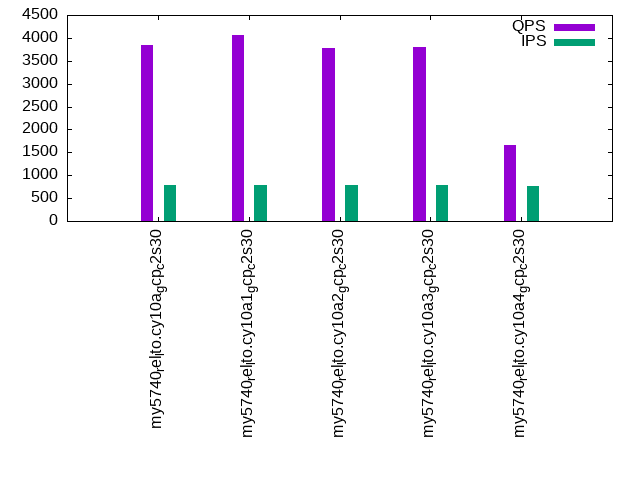 4500
4000
3500
3000
2500
2000
1500
1000
500
0
QPS
IPS
my5740relto.cy10agcpc2s30
my5740relto.cy10a1gcpc2s30
my5740relto.cy10a2gcpc2s30
my5740relto.cy10a3gcpc2s30
my5740relto.cy10a4gcpc2s30